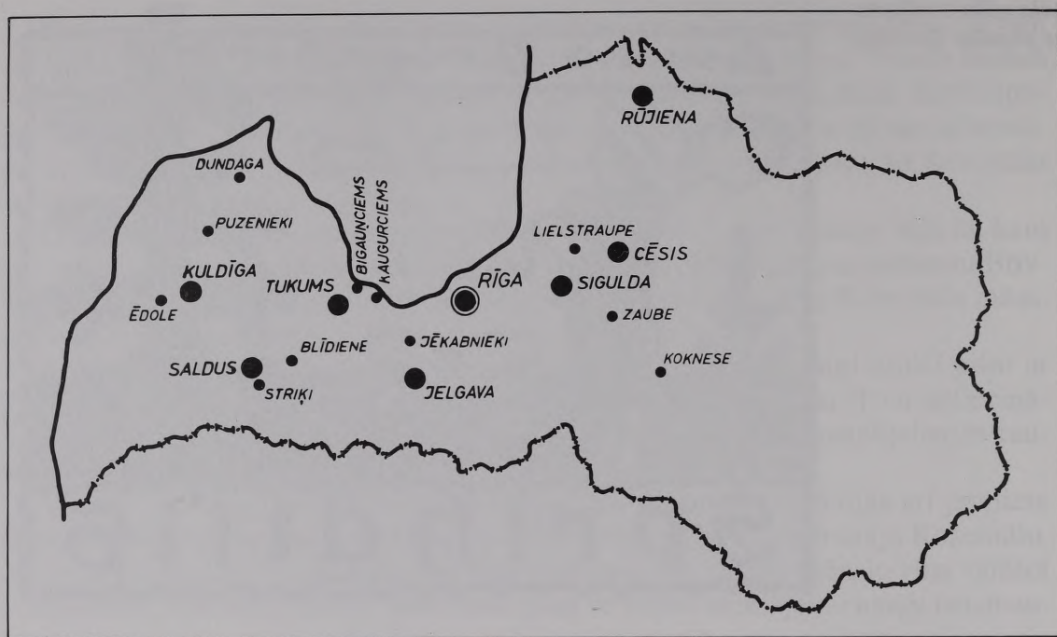 RŪJIENA
DUNDAGA
PUZENIEKI
BIGAUŅCIEMS
KAUGURCIEMS
LIELSTRAUPE
CĒSIS
KULDĪGA
TUKUMS
RĪGA
SIGULDA
ĒDOLE
ZAUBE
JĒKABNIEKI
BLĪDIENE
KOKNESE
SALDUS
STRIĶI
JELGAVA